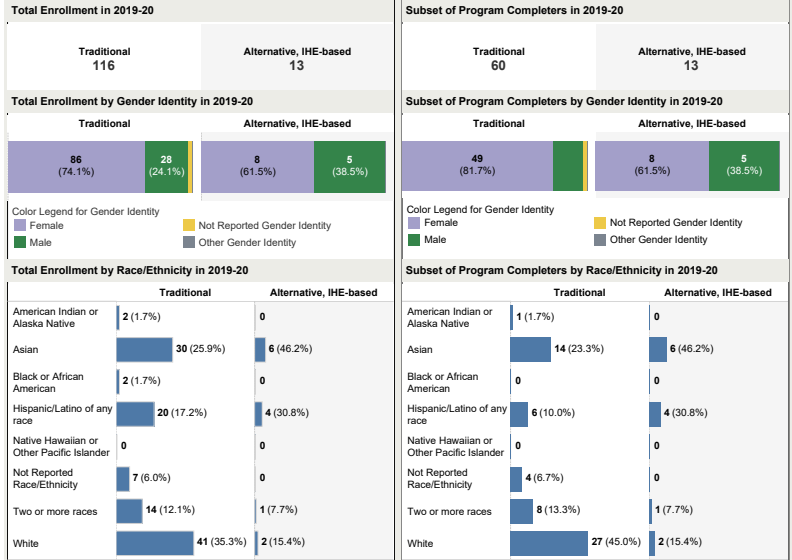 Total Enrollment in 2019-20
Traditional
116
Alternative, IHE-based
13
Total Enrollment by Gender Identity in 2019-20
Traditional
Alternative, IHE-based
86
(74.1%)
28
(24.1%)
8
(61.5%)
5
(38.5%)
Color Legend for Gender Identity
Female
Not Reported Gender Identity
Male
Other Gender Identity
Total Enrollment by Race/Ethnicity in 2019-20
Traditional
Alternative, IHE-based
American Indian or
Alaska Native
2 (1.7%)
0
Asian
30 (25.9%)
6 (46.2%)
Black or African
American
2 (1.7%)
0
Hispanic/Latino of any
race
20 (17.2%)
4 (30.8%)
Native Hawaiian or
Other Pacific Islander
0
0
Not Reported
Race/Ethnicity
7 (6.0%)
0
Two or more races
14 (12.1%)
1 (7.7%)
White
41 (35.3%)
2 (15.4%)
Subset of Program Completers in 2019-20
Traditional
60
Alternative, IHE-based
13
Subset of Program Completers by Gender Identity in 2019-20
Traditional
Alternative, IHE-based
49
(81.7%)
8
(61.5%)
5
(38.5%)
Color Legend for Gender Identity
Female
Not Reported Gender Identity
Male
Other Gender Identity
Subset of Program Completers by Race/Ethnicity in 2019-20
Traditional
Alternative, IHE-based
American Indian or
Alaska Native
1 (1.7%)
0
Asian
14 (23.3%)
6 (46.2%)
Black or African
American
0
0
Hispanic/Latino of any
race
6 (10.0%)
4 (30.8%)
Native Hawaiian or
Other Pacific Islander
0
0
Not Reported
Race/Ethnicity
4 (6.7%)
0
Two or more races
8 (13.3%)
1 (7.7%)
White
27 (45.0%)
2 (15.4%)